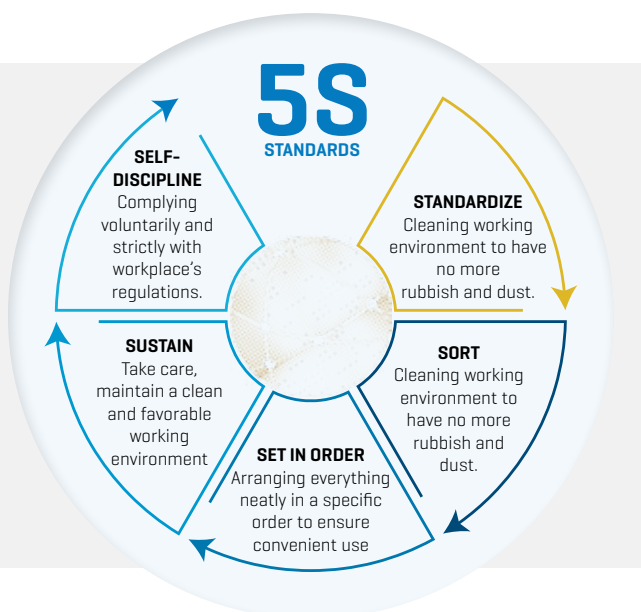 5S
STANDARDS
STANDARDIZE
Cleaning working
environment to have
no more
rubbish and dust.
SORT
Cleaning working
environment to
have no more
rubbish and
dust.
SET IN ORDER
Arranging everything
neatly in a specific
order to ensure
convenient use
SUSTAIN
Take care,
maintain a clean
and favorable
working
environment
SELF-
DISCIPLINE
Complying
voluntarily and
strictly with
workplace's
regulations.